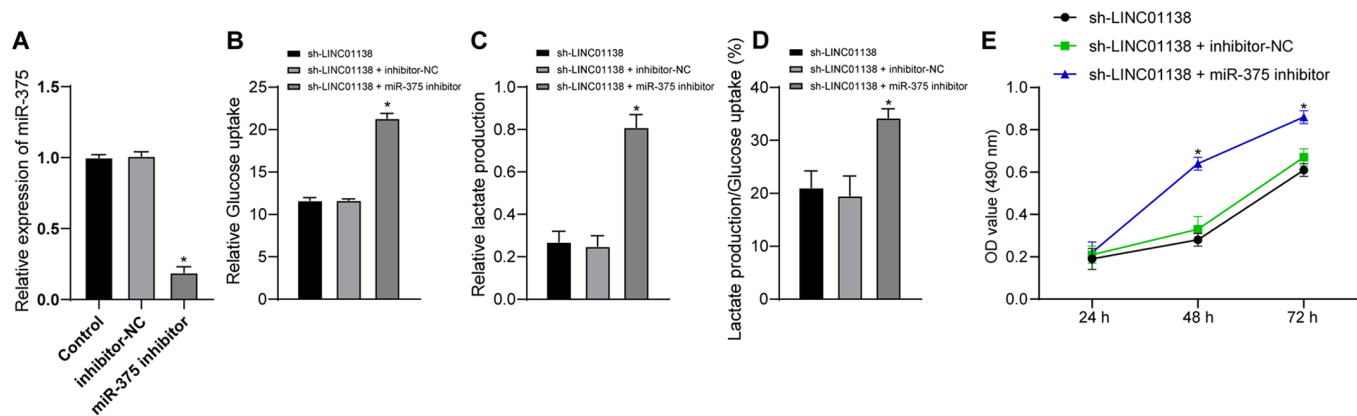 A
Relative expression of miR-375
1.5
1.0
0.5
0.0
*
Control
inhibitor-NC
miR-375 inhibitor
B
sh-LINC01138
sh-LINC01138 + inhibitor-NC
sh-LINC01138 + miR-375 inhibitor
Relative Glucose uptake
25
20
15
10
5
0
*
C
sh-LINC01138
sh-LINC01138 + inhibitor-NC
sh-LINC01138 + miR-375 inhibitor
Relative lactate production
1.0
0.8
0.6
0.4
0.2
0.0
*
D
sh-LINC01138
sh-LINC01138 + inhibitor-NC
sh-LINC01138 + miR-375 inhibitor
Lactate production/Glucose uptake (%)
40
30
20
10
0
*
E
sh-LINC01138
sh-LINC01138 + inhibitor-NC
sh-LINC01138 + miR-375 inhibitor
OD value (490 nm)
1.0
0.8
0.6
0.4
0.2
0.0
*
*
24 h
48 h
72 h